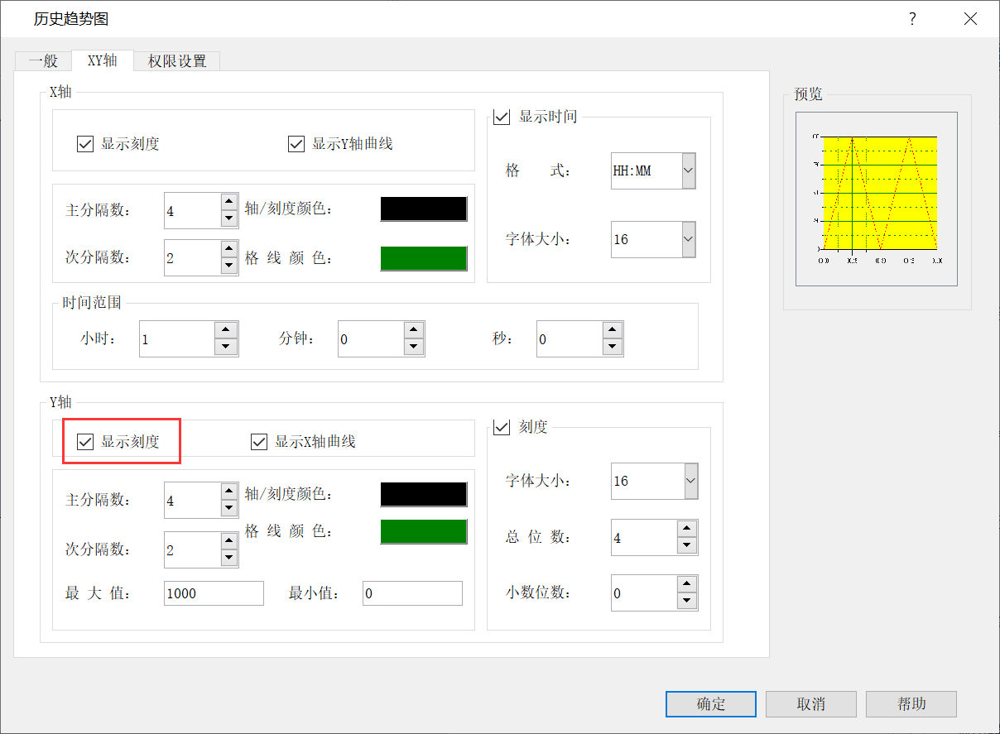 历史趋势图
?
一般 XY轴 权限设置
X轴
显示刻度 显示Y轴曲线
主分隔数： 4 轴/刻度颜色：
次分隔数： 2 格 线 颜 色：
显示时间
格 式： HH:MM
字体大小： 16
时间范围
小时： 1 分钟： 0 秒： 0
Y轴
显示刻度 显示X轴曲线
主分隔数： 4 轴/刻度颜色：
次分隔数： 2 格 线 颜 色：
最 大 值： 1000 最小值： 0
刻度
字体大小： 16
总 位 数： 4
小数位数： 0
预览
确定 取消 帮助